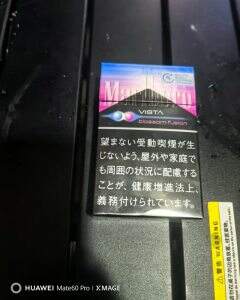 Marlboro
VISTA
blossom fusion
望まない受動喫煙が生
じないよう、屋外や家庭で
も周囲の状況に配慮する
ことが、健康増進法上、
義務付けられています。
警告 WARNING
HUAWEI Mate60 Pro | XMAGE